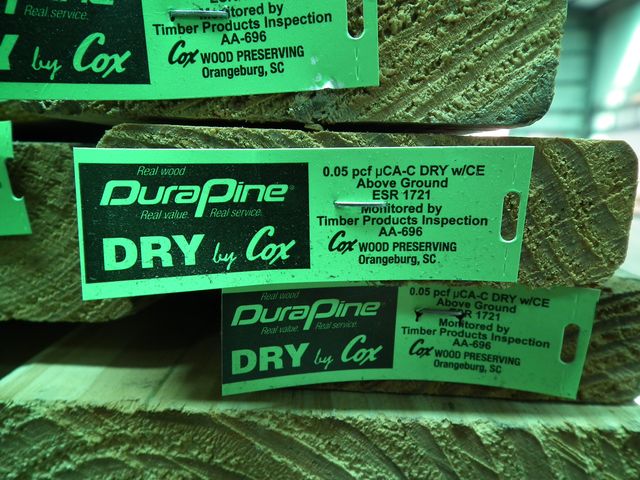 Real.service.
by Cox
Monitored by
Timber Products Inspection
AA-696
Cox WOOD PRESERVING
Orangeburg, SC
Real wood
DuraPine
Real value. Real service.
DRY by Cox
0.05 pcf µCA-C DRY w/CE
Above Ground
ESR 1721
Monitored by
Timber Products Inspection
AA-696
Cox WOOD PRESERVING
Orangeburg, SC
Real wood
DuraPine
Real value. Real service.
DRY by Cox
0.05 pcf µCA-C DRY w/CE
Above Ground
ESR 1721
Monitored by
Timber Products Inspection
AA-696
Cox WOOD PRESERVING
Orangeburg, SC